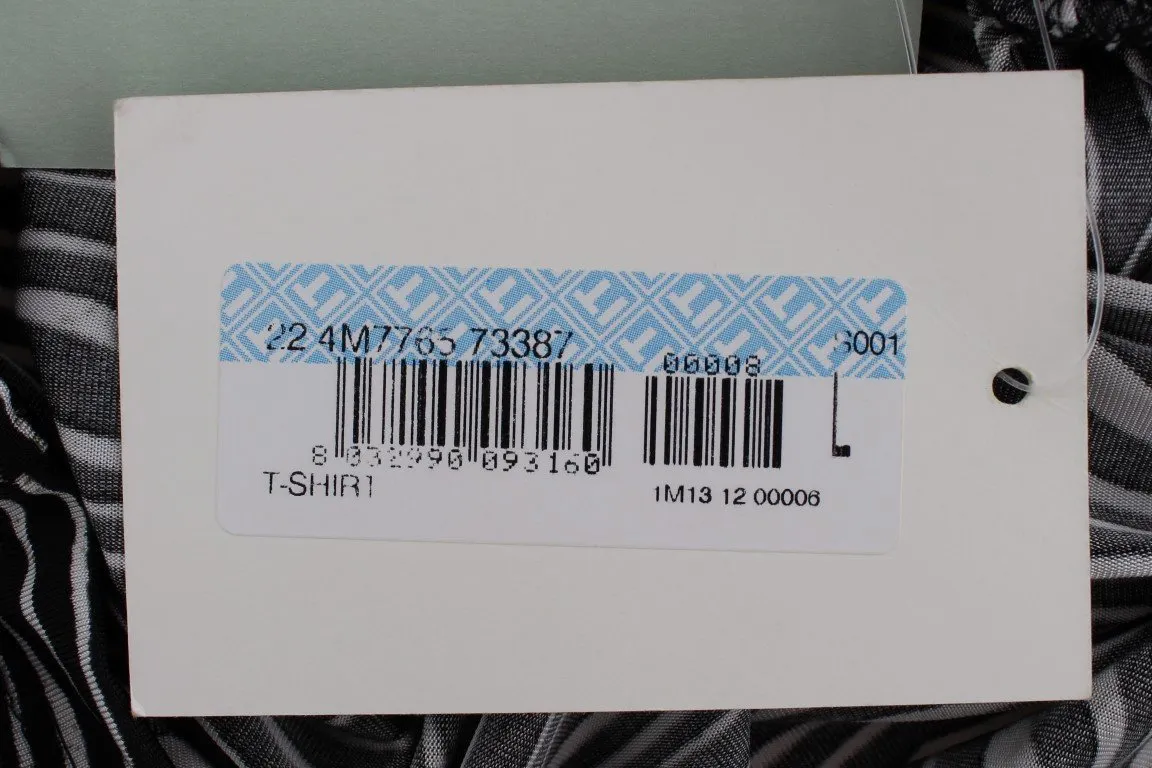 22 4M7765 73387
S001
00008
L
8 032990 093160
T-SHIRT
1M13 12 00006